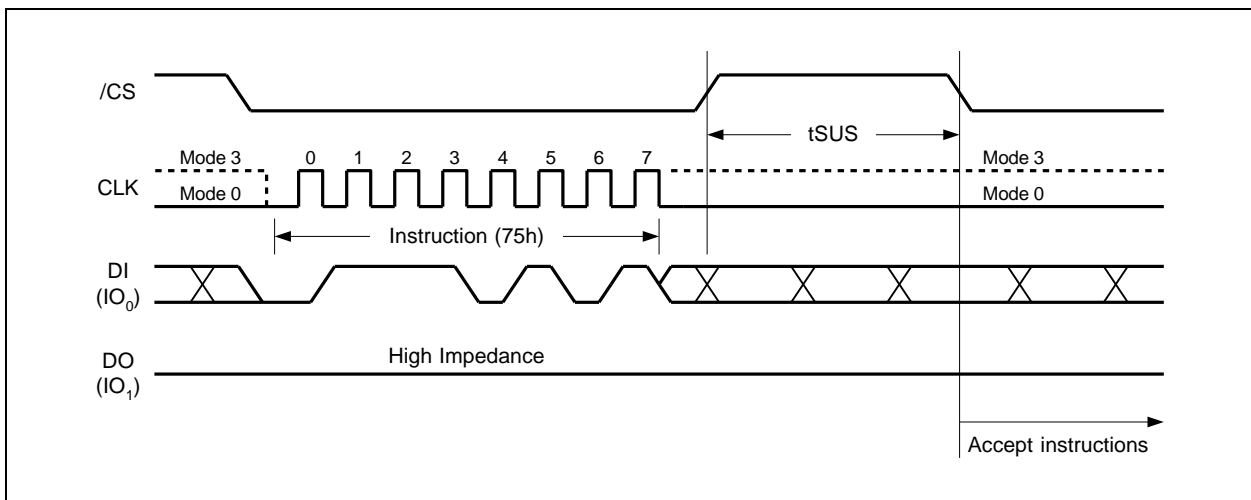 /CS
tSUS
Mode 3 0 1 2 3 4 5 6 7 Mode 3
CLK
Mode 0 Mode 0
Instruction (75h)
DI
(IO₀)
High Impedance
DO
(IO₁)
Accept instructions